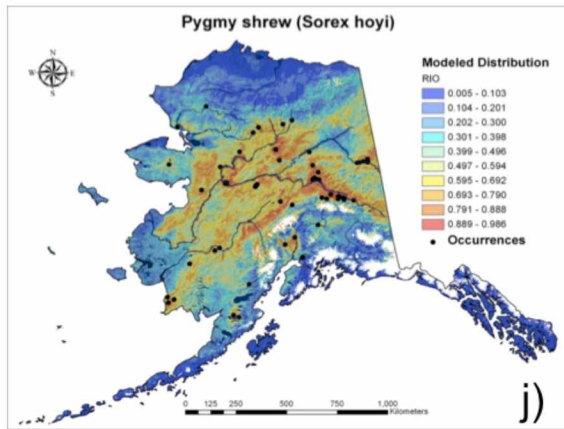 Pygmy shrew (Sorex hoyi)
N
W E
S
Modeled Distribution
RIO
0.005 - 0.103
0.104 - 0.201
0.202 - 0.300
0.301 - 0.398
0.399 - 0.496
0.497 - 0.594
0.595 - 0.692
0.693 - 0.790
0.791 - 0.888
0.889 - 0.986
Occurrences
0 125 250 500 750 1,000
Kilometers
j)